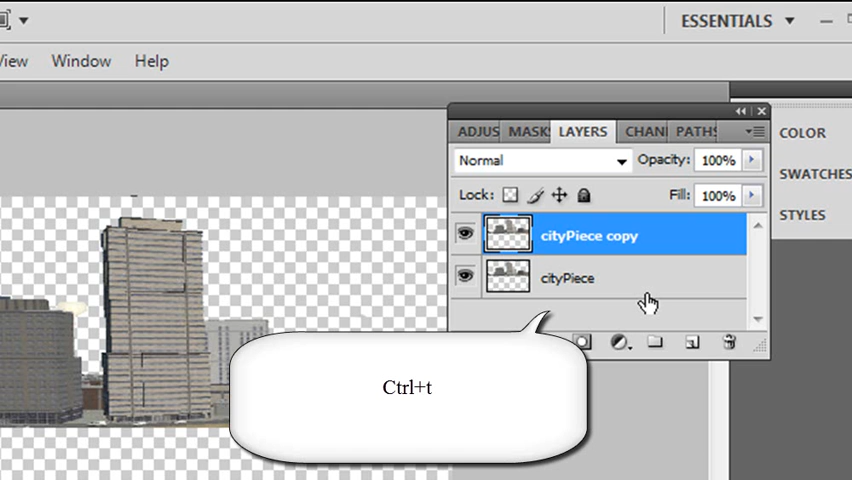 ESSENTIALS
View Window Help
ADJUS MASK LAYERS CHANI PATHS
COLOR
Normal Opacity: 100%
SWATCHES
Lock: Fill: 100%
STYLES
cityPiece copy
cityPiece
Ctrl+t